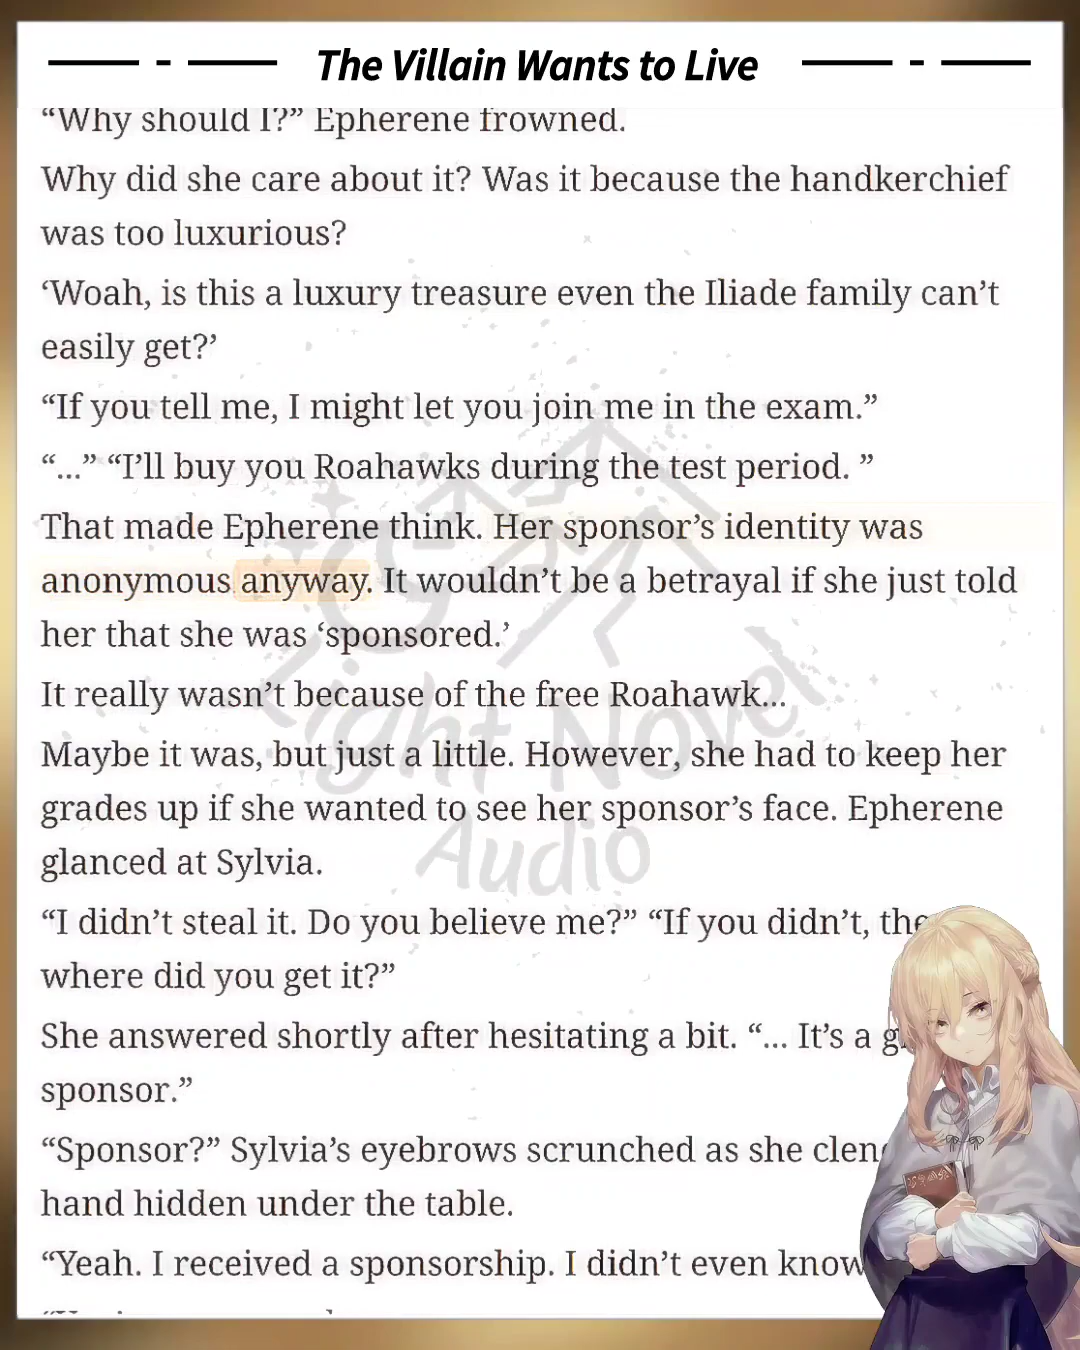 The Villain Wants to Live
“Why should I?” Epherene frowned.
Why did she care about it? Was it because the handkerchief
was too luxurious?
‘Woah, is this a luxury treasure even the Iliade family can’t
easily get?’
“If you tell me, I might let you join me in the exam.”
“...” “I’ll buy you Roahawks during the test period. ”
That made Epherene think. Her sponsor’s identity was
anonymous anyway. It wouldn’t be a betrayal if she just told
her that she was ‘sponsored.’
It really wasn’t because of the free Roahawk...
Maybe it was, but just a little. However, she had to keep her
grades up if she wanted to see her sponsor’s face. Epherene
glanced at Sylvia.
“I didn’t steal it. Do you believe me?” “If you didn’t,
where did you get it?”
She answered shortly after hesitating a bit. “... It’s a
sponsor.”
“Sponsor?” Sylvia’s eyebrows scrunched as she
hand hidden under the table.
“Yeah. I received a sponsorship. I didn’t even know
Light Novel
Audio